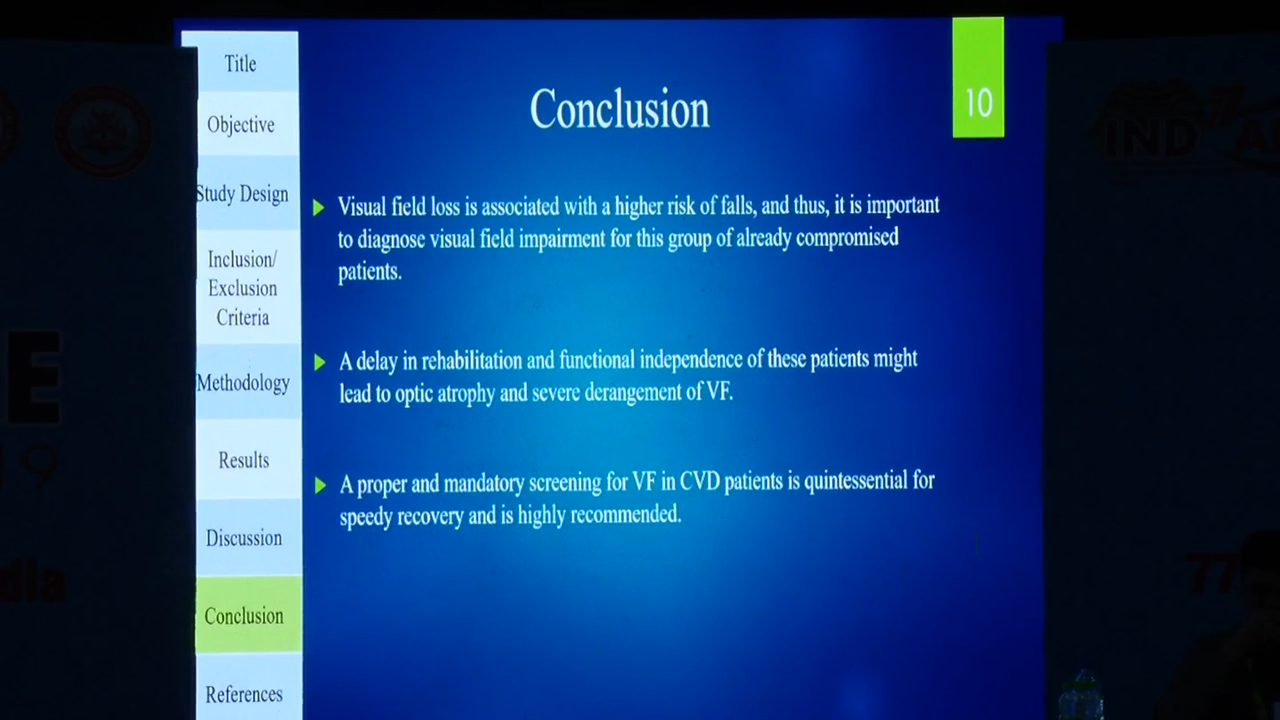 Title
Objective
Study Design
Inclusion/
Exclusion
Criteria
Methodology
Results
Discussion
Conclusion
References
Conclusion
10
Visual field loss is associated with a higher risk of falls, and thus, it is important
to diagnose visual field impairment for this group of already compromised
patients.
A delay in rehabilitation and functional independence of these patients might
lead to optic atrophy and severe derangement of VF.
A proper and mandatory screening for VF in CVD patients is quintessential for
speedy recovery and is highly recommended.
E
19
dia
IND
77